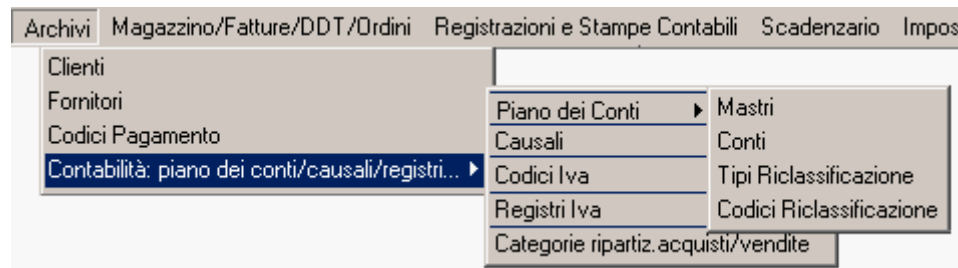 Archivi Magazzino/Fatture/DDT/Ordini Registrazioni e Stampe Contabili Scadenzario Impos
Clienti
Fornitori
Codici Pagamento
Contabilità: piano dei conti/causali/registri...
Piano dei Conti
Causali
Codici Iva
Registri Iva
Categorie ripartiz.acquisti/vendite
Mastri
Conti
Tipi Riclassificazione
Codici Riclassificazione